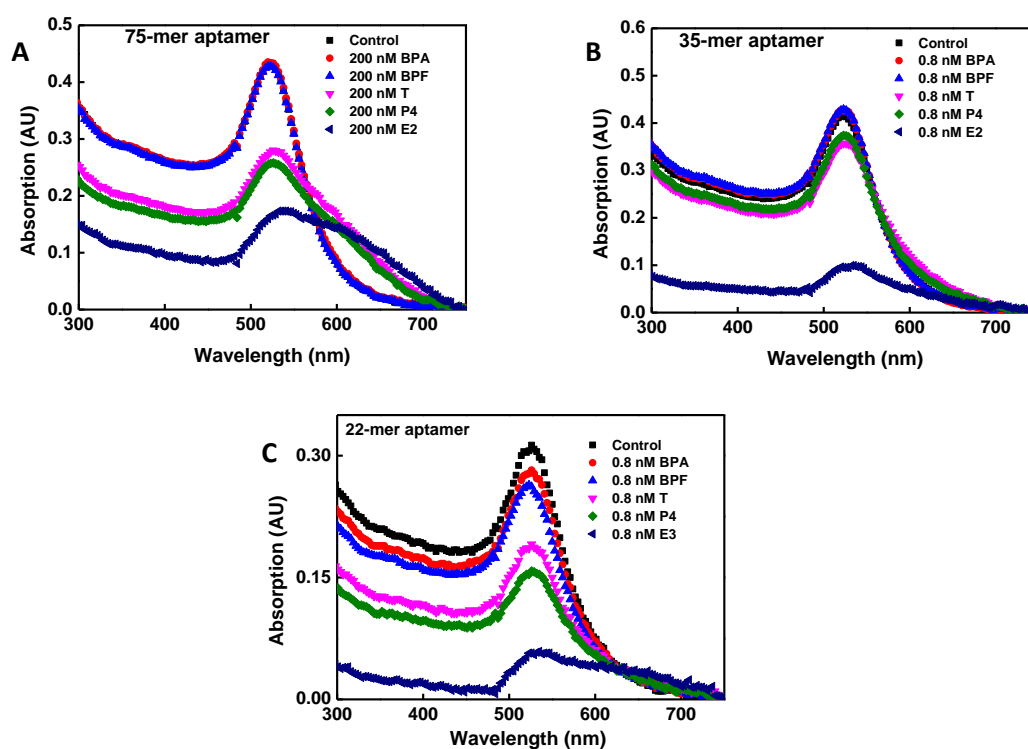 A
75-mer aptamer
Control
200 nM BPA
200 nM BPF
200 nM T
200 nM P4
200 nM E2
0.5
0.4
0.3
0.2
0.1
0.0
Absorption (AU)
300 400 500 600 700
Wavelength (nm)
B
35-mer aptamer
Control
0.8 nM BPA
0.8 nM BPF
0.8 nM T
0.8 nM P4
0.8 nM E2
0.6
0.5
0.4
0.3
0.2
0.1
0.0
Absorption (AU)
300 400 500 600 700
Wavelength (nm)
C
22-mer aptamer
Control
0.8 nM BPA
0.8 nM BPF
0.8 nM T
0.8 nM P4
0.8 nM E3
0.30
0.15
0.00
Absorption (AU)
300 400 500 600 700
Wavelength (nm)